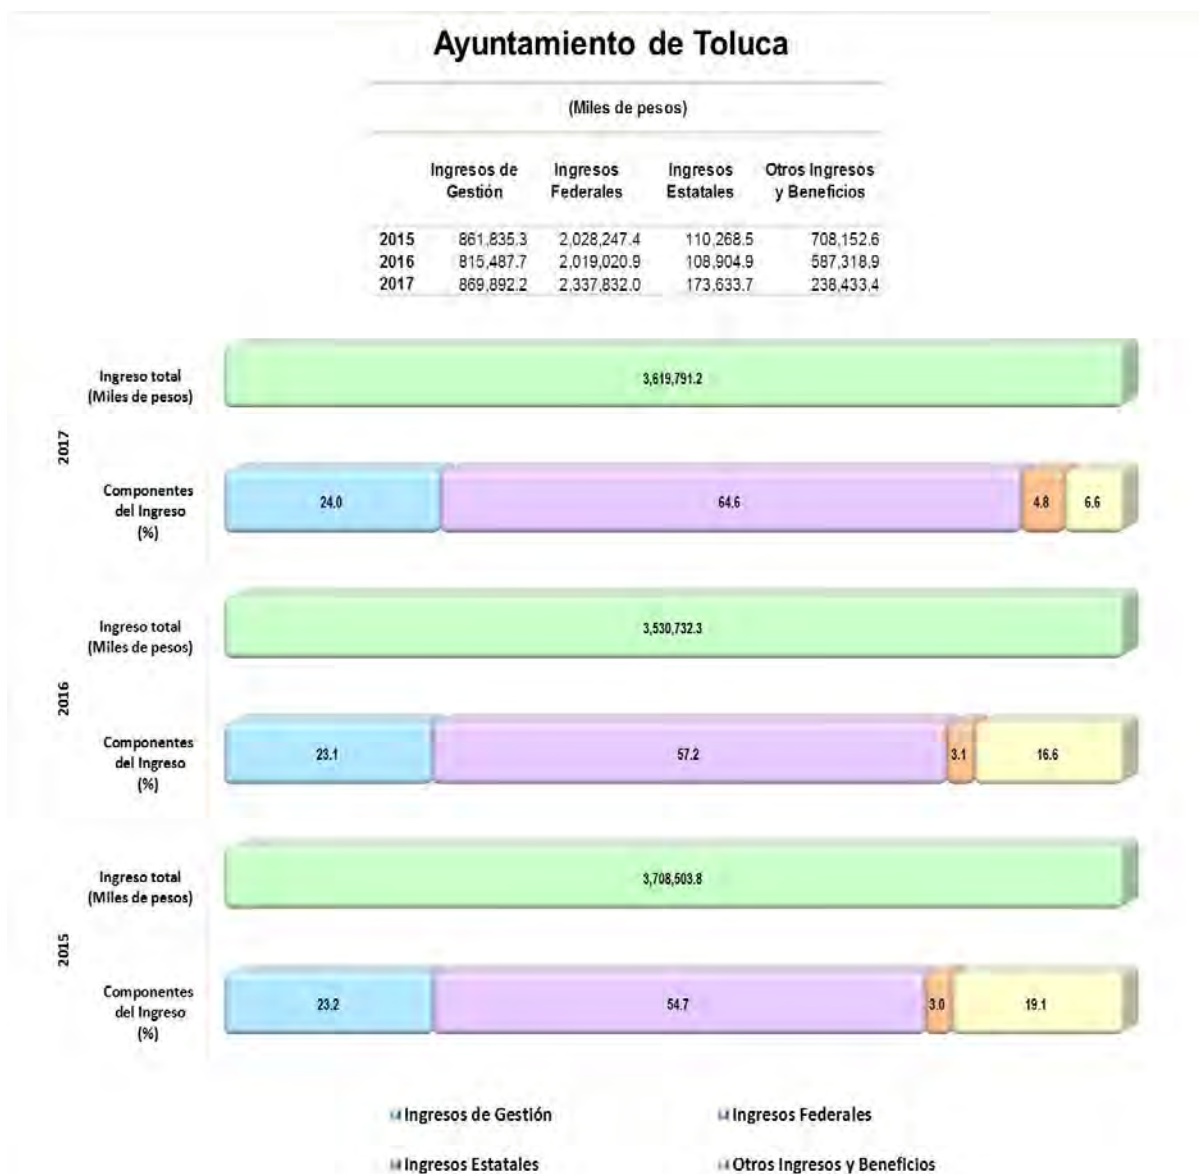 Ayuntamiento de Toluca
(Miles de pesos)
Ingresos de Gestión Ingresos Federales Ingresos Estatales Otros Ingresos y Beneficios
2015 861,835.3 2,028,247.4 110,268.5 708,152.6
2016 815,487.7 2,019,020.9 108,904.9 587,318.9
2017 869,892.2 2,337,832.0 173,633.7 238,433.4
2017
Ingreso total
(Miles de pesos)
3,619,791.2
Componentes
del Ingreso
(%)
24.0 64.6 4.8 6.6
2016
Ingreso total
(Miles de pesos)
3,530,732.3
Componentes
del Ingreso
(%)
23.1 57.2 3.1 16.6
2015
Ingreso total
(Miles de pesos)
3,708,503.8
Componentes
del Ingreso
(%)
23.2 54.7 3.0 19.1
Ingresos de Gestión Ingresos Federales
Ingresos Estatales Otros Ingresos y Beneficios